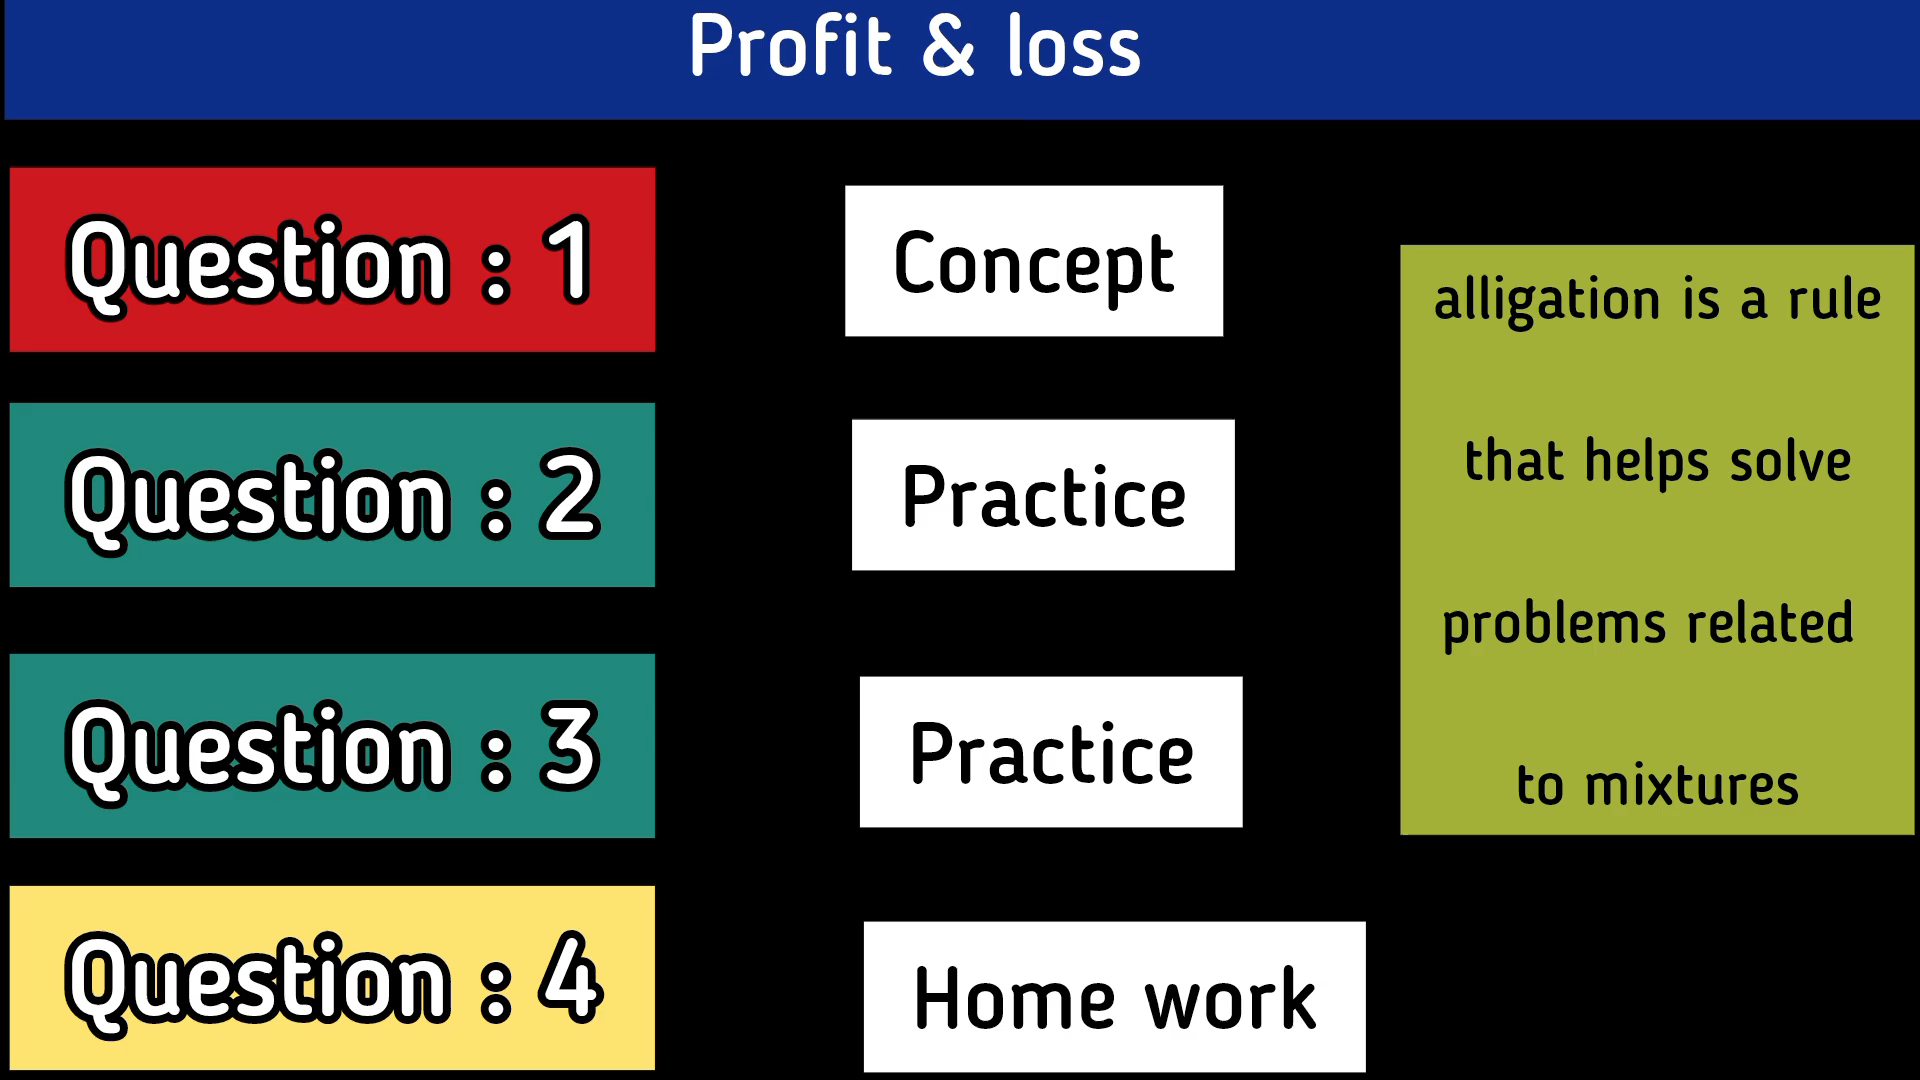 Profit & loss
Question : 1
Concept
Question : 2
Practice
Question : 3
Practice
Question : 4
Home work
alligation is a rule
that helps solve
problems related
to mixtures